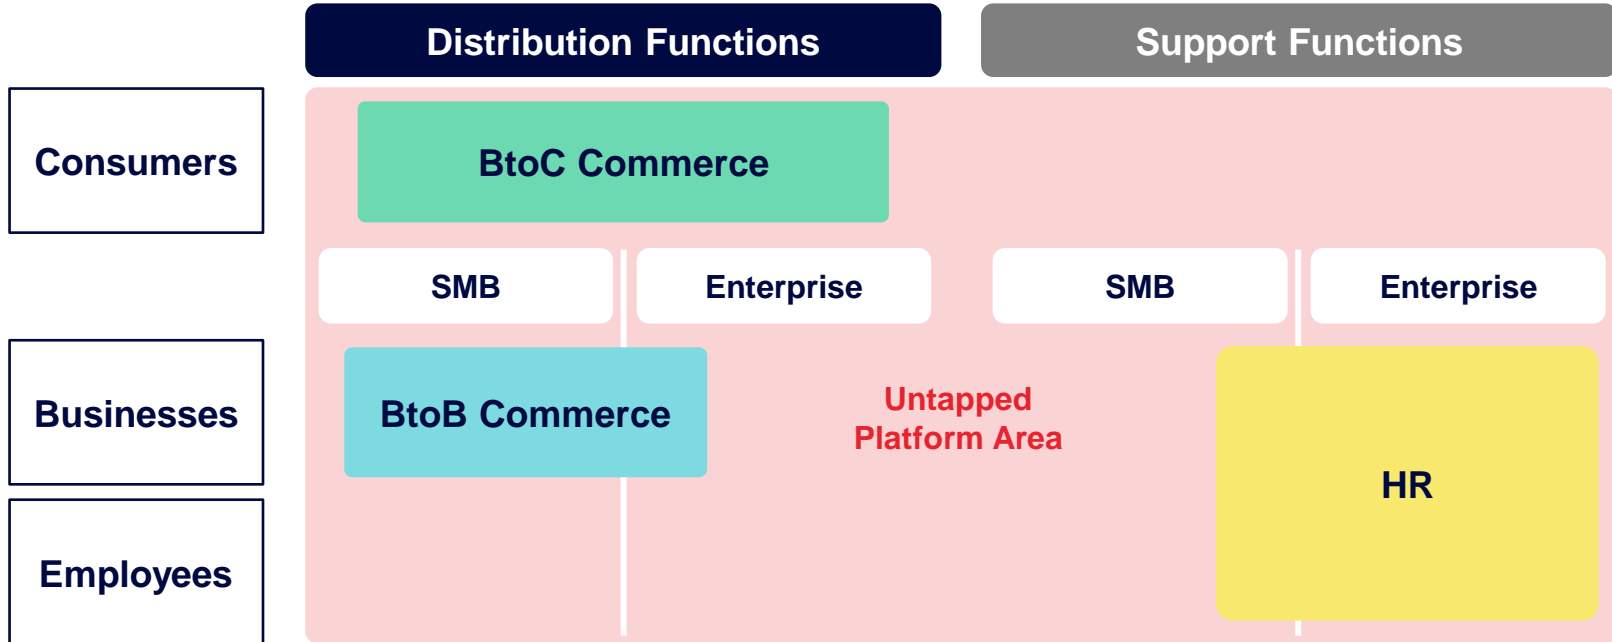 Distribution Functions
Support Functions
Consumers
BtoC Commerce
SMB
Enterprise
SMB
Enterprise
Businesses
BtoB Commerce
Untapped
Platform Area
HR
Employees